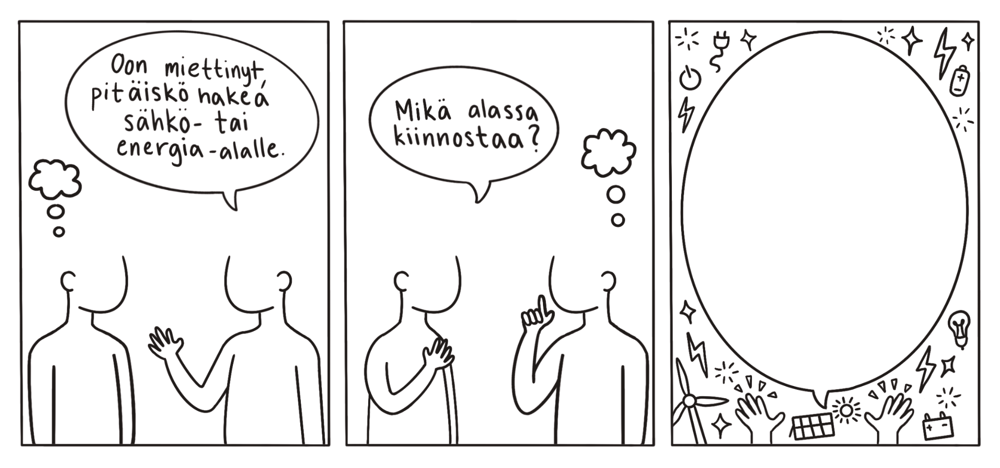 Oon miettinyt,
pitäiskö hakea
sähkö- tai
energia-alalle.
Mikä alassa
kiinnostaa?